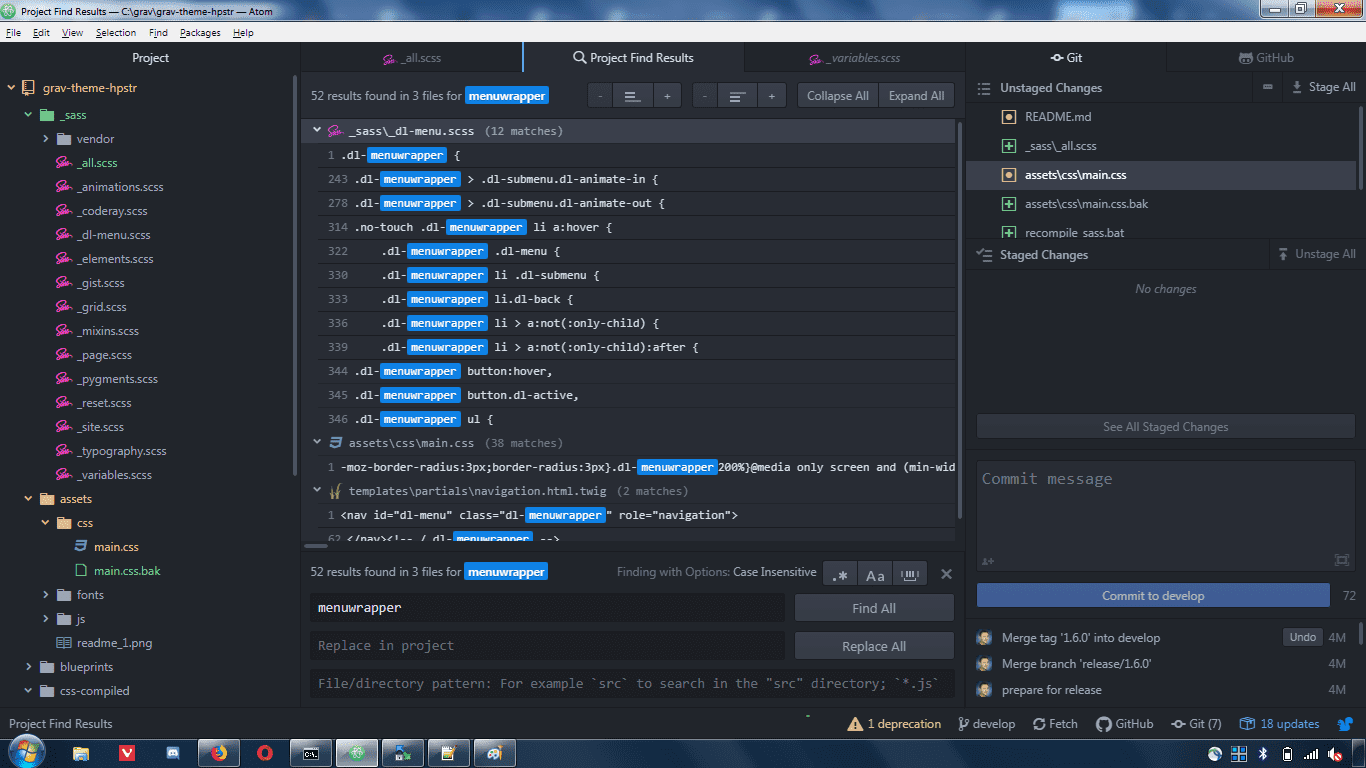 Project Find Results — C:\grav\grav-theme-hpstr — Atom
File Edit View Selection Find Packages Help
Project
grav-theme-hpstr
_sass
vendor
_all.scss
_animations.scss
_coderay.scss
_dl-menu.scss
_elements.scss
_gist.scss
_grid.scss
_mixins.scss
_page.scss
_pygments.scss
_reset.scss
_site.scss
_typography.scss
_variables.scss
assets
css
main.css
main.css.bak
fonts
js
readme_1.png
blueprints
css-compiled
_all.scss
Project Find Results
_variables.scss
52 results found in 3 files for menuwrapper
- + - + Collapse All Expand All
_sass\_dl-menu.scss (12 matches)
1 .dl-menuwrapper {
243 .dl-menuwrapper > .dl-submenu.dl-animate-in {
278 .dl-menuwrapper > .dl-submenu.dl-animate-out {
314 .no-touch .dl-menuwrapper li a:hover {
322 .dl-menuwrapper .dl-menu {
330 .dl-menuwrapper li .dl-submenu {
333 .dl-menuwrapper li.dl-back {
336 .dl-menuwrapper li > a:not(:only-child) {
339 .dl-menuwrapper li > a:not(:only-child):after {
344 .dl-menuwrapper button:hover,
345 .dl-menuwrapper button.dl-active,
346 .dl-menuwrapper ul {
assets\css\main.css (38 matches)
1 -moz-border-radius:3px;border-radius:3px}.dl-menuwrapper200%}@media only screen and (min-wid
templates\partials\navigation.html.twig (2 matches)
1 <nav id="dl-menu" class="dl-menuwrapper" role="navigation">
62 </nav><!-- /.dl-menuwrapper -->
52 results found in 3 files for menuwrapper
Finding with Options: Case Insensitive
.* Aa
menuwrapper
Find All
Replace in project
Replace All
File/directory pattern: For example `src` to search in the "src" directory; `*.js`
Git
GitHub
Unstaged Changes
Stage All
README.md
_sass\_all.scss
assets\css\main.css
assets\css\main.css.bak
recompile_sass.bat
Staged Changes
Unstage All
No changes
See All Staged Changes
Commit message
Commit to develop
72
Merge tag '1.6.0' into develop Undo 4M
Merge branch 'release/1.6.0' 4M
prepare for release 4M
Project Find Results
1 deprecation
develop
Fetch
GitHub
Git (7)
18 updates